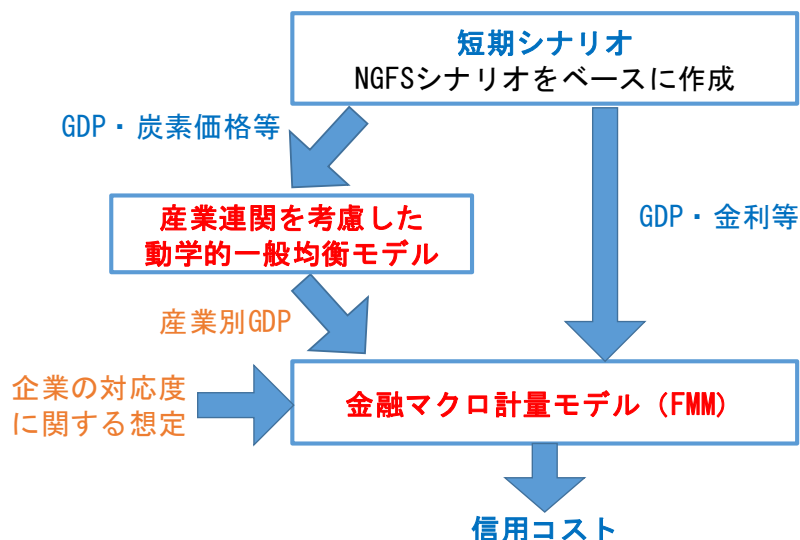 短期シナリオ
NGFSシナリオをベースに作成
GDP・炭素価格等
産業連関を考慮した
動学的一般均衡モデル
GDP・金利等
産業別GDP
企業の対応度
に関する想定
金融マクロ計量モデル（FMM）
信用コスト